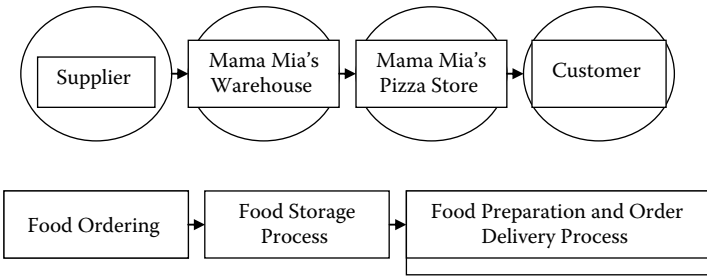 Supplier
Mama Mia’s
Warehouse
Mama Mia’s
Pizza Store
Customer
Food Ordering
Food Storage
Process
Food Preparation and Order
Delivery Process